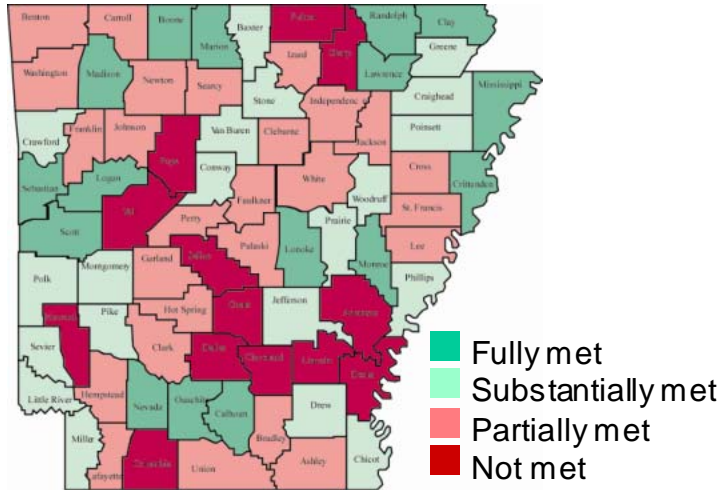 Benton
Carroll
Boone
Fulton
Randolph
Clay
Marion
Baxter
Izard
Sharp
Greene
Washington
Madison
Newton
Searcy
Lawrence
Mississippi
Stone
Independenc
Craighead
Crawford
Franklin
Johnson
Van Buren
Cleburne
Jackson
Poinsett
Pope
Conway
Cross
Sebastian
Logan
Faulkner
White
Woodruff
Crittenden
Yell
Perry
St. Francis
Scott
Prairie
Pulaski
Lonoke
Lee
Montgomery
Garland
Saline
Monroe
Phillips
Polk
Hot Spring
Grant
Jefferson
Arkansas
Howard
Pike
Sevier
Clark
Dallas
Cleveland
Lincoln
Desha
Little River
Hempstead
Nevada
Ouachita
Calhoun
Drew
Miller
Lafayette
Columbia
Union
Bradley
Ashley
Chicot
Fully met
Substantially met
Partially met
Not met